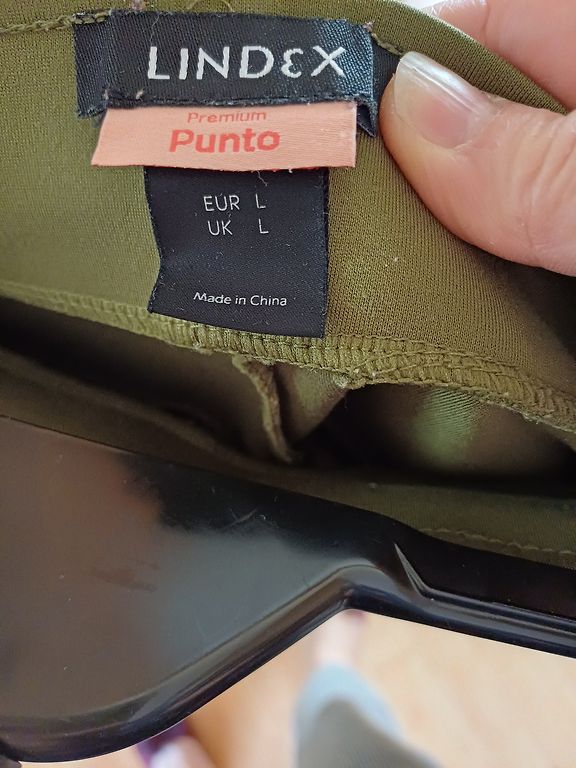 LINDEX
Premium
Punto
EUR L
UK L
Made in China